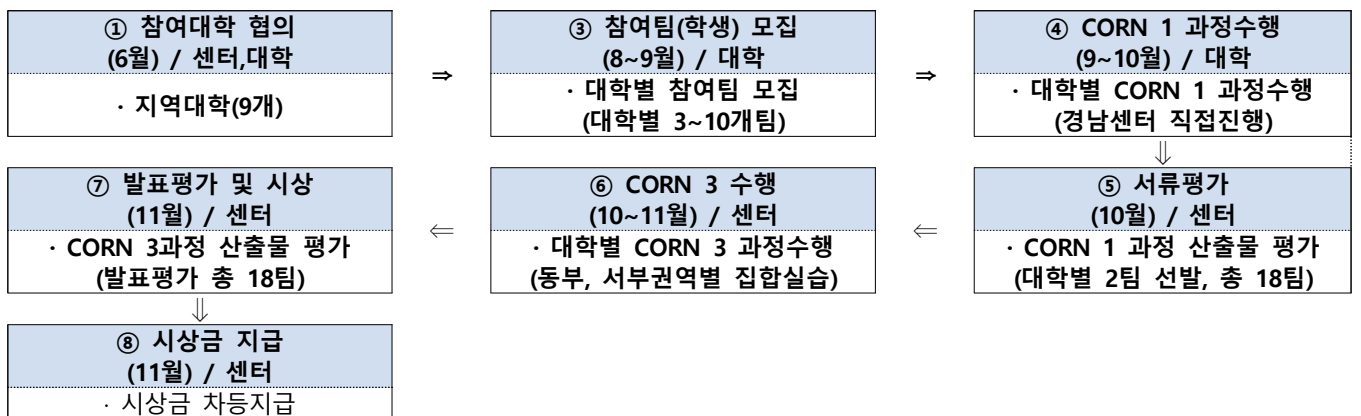 ① 참여대학 협의
(6월) / 센터,대학
· 지역대학(9개)
⇒
③ 참여팀(학생) 모집
(8~9월) / 대학
· 대학별 참여팀 모집
(대학별 3~10개팀)
⇒
④ CORN 1 과정수행
(9~10월) / 대학
· 대학별 CORN 1 과정수행
(경남센터 직접진행)
⇓
⑤ 서류평가
(10월) / 센터
· CORN 1 과정 산출물 평가
(대학별 2팀 선발, 총 18팀)
⇐
⑥ CORN 3 수행
(10~11월) / 센터
· 대학별 CORN 3 과정수행
(동부, 서부권역별 집합실습)
⇐
⑦ 발표평가 및 시상
(11월) / 센터
· CORN 3과정 산출물 평가
(발표평가 총 18팀)
⇓
⑧ 시상금 지급
(11월) / 센터
· 시상금 차등지급